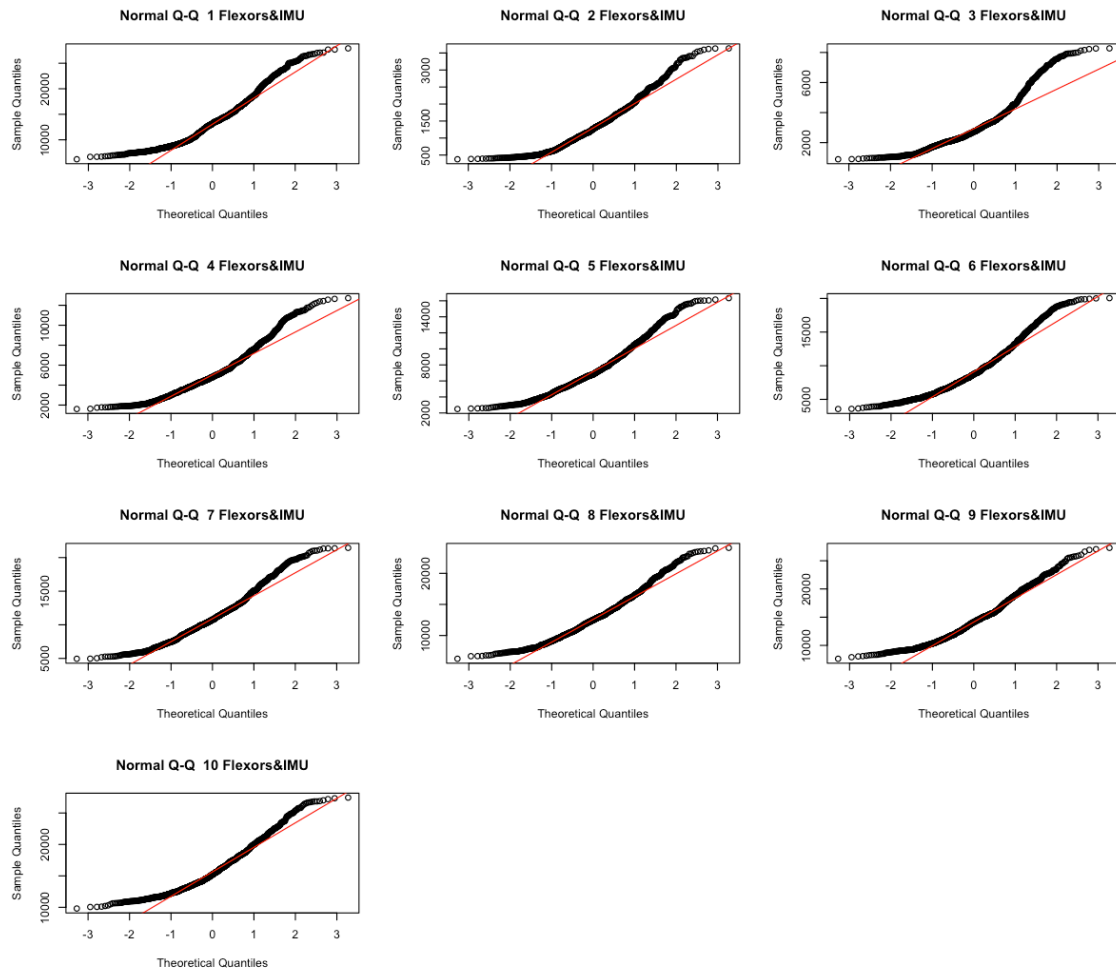 Normal Q-Q 1 Flexors&IMU
Sample Quantiles
10000 20000
-3 -2 -1 0 1 2 3
Theoretical Quantiles
Normal Q-Q 2 Flexors&IMU
Sample Quantiles
500 1500 3000
-3 -2 -1 0 1 2 3
Theoretical Quantiles
Normal Q-Q 3 Flexors&IMU
Sample Quantiles
2000 6000
-3 -2 -1 0 1 2 3
Theoretical Quantiles
Normal Q-Q 4 Flexors&IMU
Sample Quantiles
2000 6000 10000
-3 -2 -1 0 1 2 3
Theoretical Quantiles
Normal Q-Q 5 Flexors&IMU
Sample Quantiles
2000 8000 14000
-3 -2 -1 0 1 2 3
Theoretical Quantiles
Normal Q-Q 6 Flexors&IMU
Sample Quantiles
5000 15000
-3 -2 -1 0 1 2 3
Theoretical Quantiles
Normal Q-Q 7 Flexors&IMU
Sample Quantiles
5000 15000
-3 -2 -1 0 1 2 3
Theoretical Quantiles
Normal Q-Q 8 Flexors&IMU
Sample Quantiles
10000 20000
-3 -2 -1 0 1 2 3
Theoretical Quantiles
Normal Q-Q 9 Flexors&IMU
Sample Quantiles
10000 20000
-3 -2 -1 0 1 2 3
Theoretical Quantiles
Normal Q-Q 10 Flexors&IMU
Sample Quantiles
10000 20000
-3 -2 -1 0 1 2 3
Theoretical Quantiles